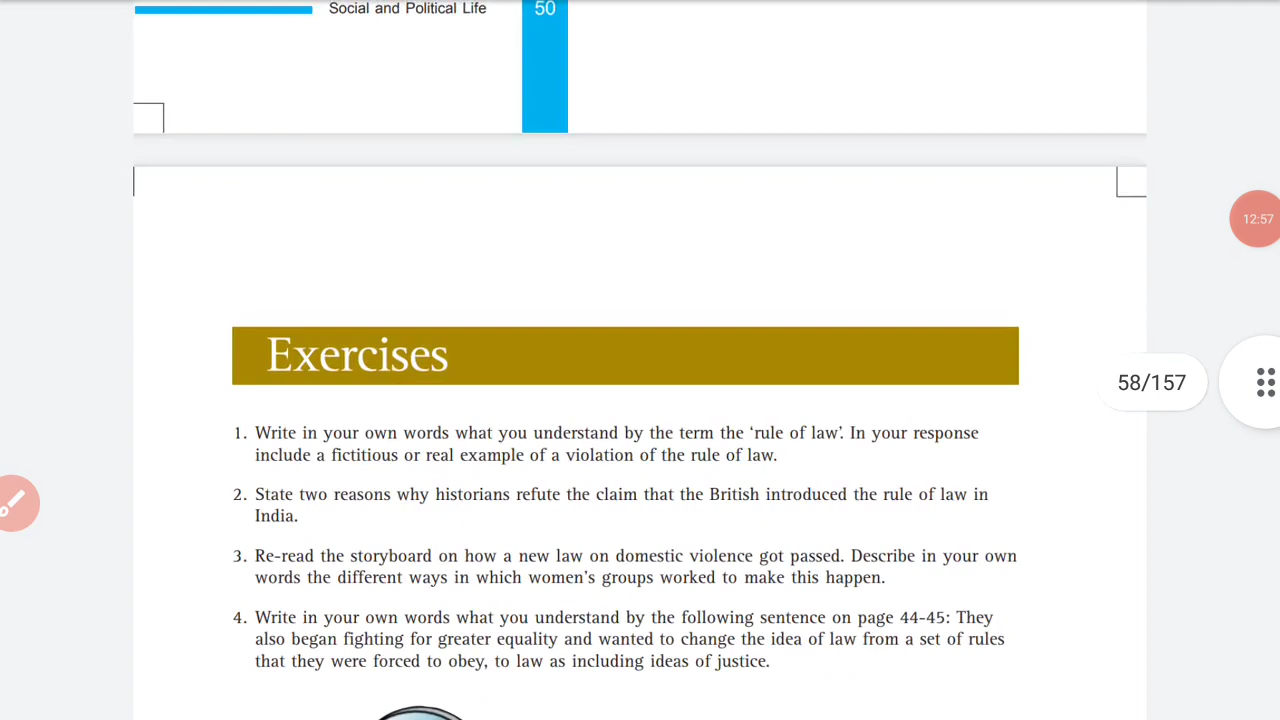 Social and Political Life
50
12:57
58/157
Exercises
1. Write in your own words what you understand by the term the ‘rule of law’. In your response
include a fictitious or real example of a violation of the rule of law.
2. State two reasons why historians refute the claim that the British introduced the rule of law in
India.
3. Re-read the storyboard on how a new law on domestic violence got passed. Describe in your own
words the different ways in which women’s groups worked to make this happen.
4. Write in your own words what you understand by the following sentence on page 44-45: They
also began fighting for greater equality and wanted to change the idea of law from a set of rules
that they were forced to obey, to law as including ideas of justice.